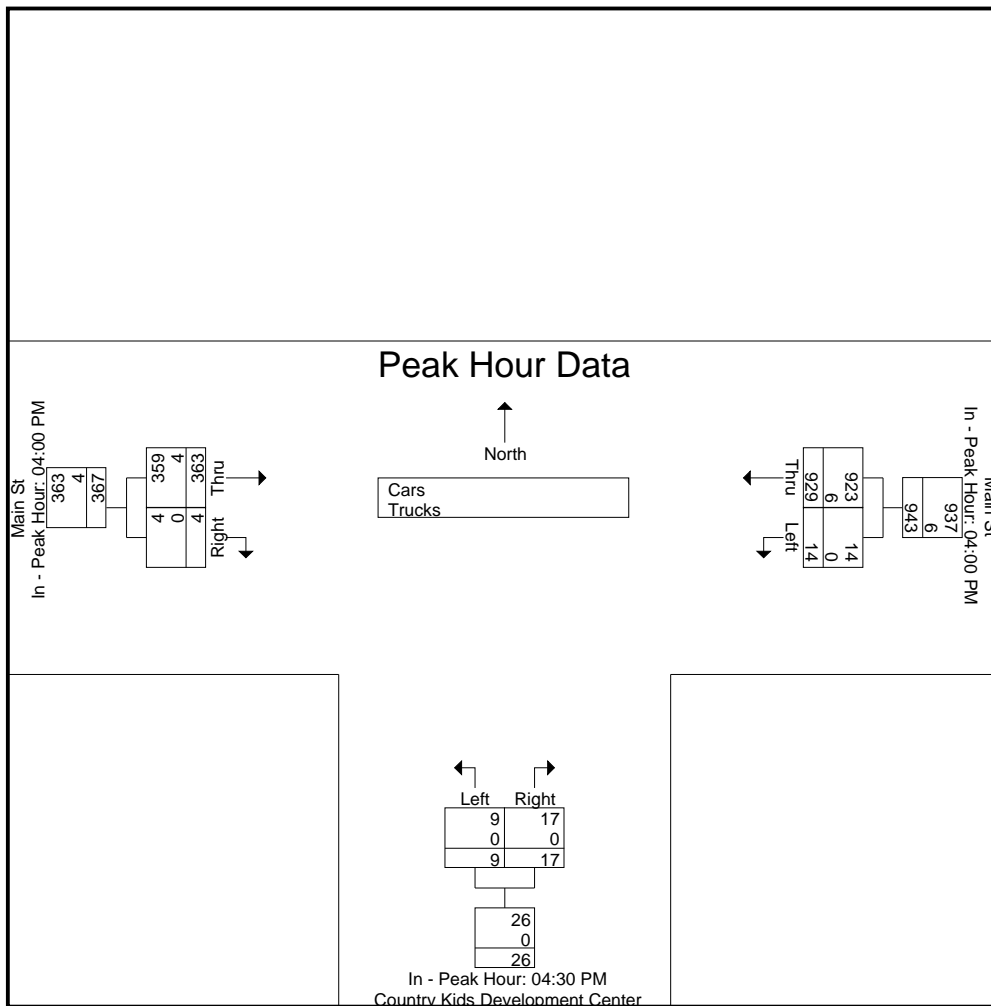 Peak Hour Data
North
Cars
Trucks
Main St
In - Peak Hour: 04:00 PM
363
4
367
359
4
363
4
0
4
Thru
Right
Thru
Left
923
6
929
14
0
14
937
6
943
In - Peak Hour: 04:00 PM
Main St
Left Right
9 17
0 0
9 17
26
0
26
In - Peak Hour: 04:30 PM
Country Kids Development Center